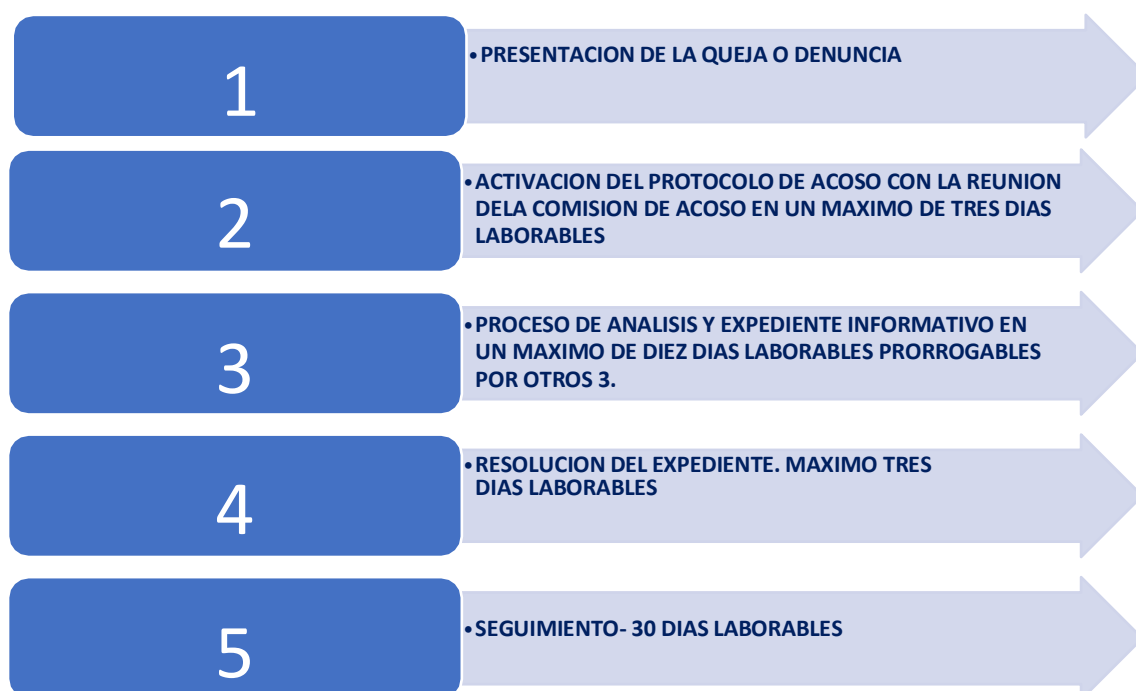 1
•PRESENTACION DE LA QUEJA O DENUNCIA
2
•ACTIVACION DEL PROTOCOLO DE ACOSO CON LA REUNION
DELA COMISION DE ACOSO EN UN MAXIMO DE TRES DIAS
LABORABLES
3
•PROCESO DE ANALISIS Y EXPEDIENTE INFORMATIVO EN
UN MAXIMO DE DIEZ DIAS LABORABLES PRORROGABLES
POR OTROS 3.
4
•RESOLUCION DEL EXPEDIENTE. MAXIMO TRES
DIAS LABORABLES
5
•SEGUIMIENTO- 30 DIAS LABORABLES